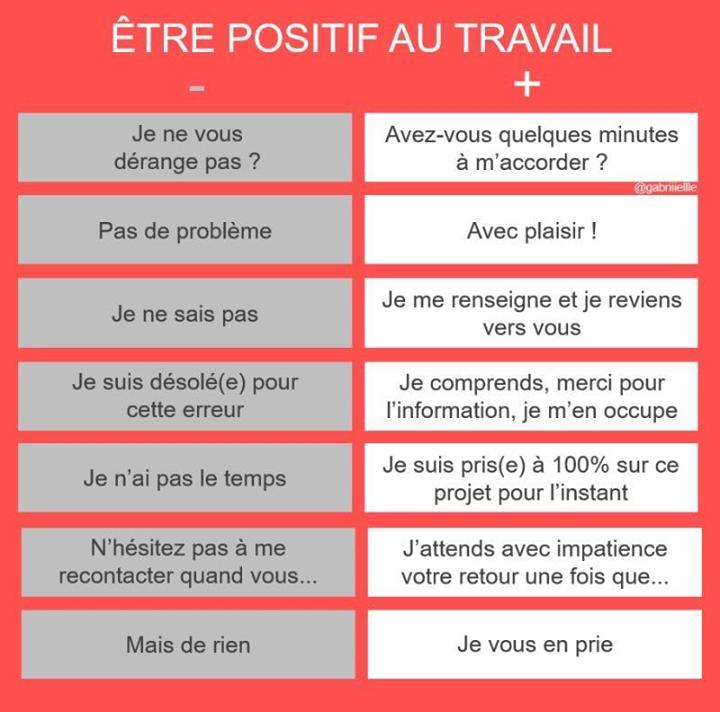 ÊTRE POSITIF AU TRAVAIL
- +
Je ne vous
dérange pas ?
Avez-vous quelques minutes
à m’accorder ?
@gabriiellle
Pas de problème
Avec plaisir !
Je ne sais pas
Je me renseigne et je reviens
vers vous
Je suis désolé(e) pour
cette erreur
Je comprends, merci pour
l’information, je m’en occupe
Je n’ai pas le temps
Je suis pris(e) à 100% sur ce
projet pour l’instant
N’hésitez pas à me
recontacter quand vous...
J’attends avec impatience
votre retour une fois que...
Mais de rien
Je vous en prie